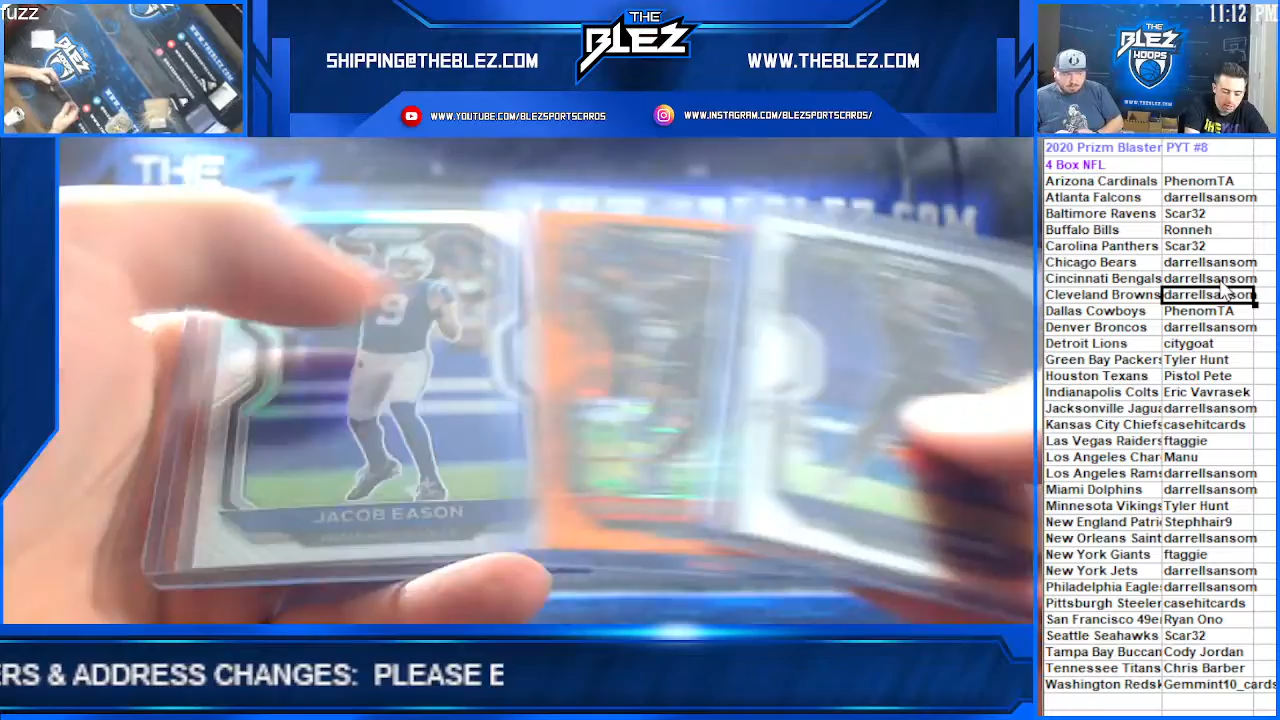 Tuzz
SHIPPING@THEBLEZ.COM
THE
BLEZ
WWW.THEBLEZ.COM
WWW.YOUTUBE.COM/BLEZSPORTSCARDS
WWW.INSTAGRAM.COM/BLEZSPORTSCARDS/
11:12 PM
THE
BLEZ
HOOPS
THE
JACOB EASON
9
2020 Prizm Blaster PYT #8
4 Box NFL
Arizona Cardinals PhenomTA
Atlanta Falcons darrellsansom
Baltimore Ravens Scar32
Buffalo Bills Ronneh
Carolina Panthers Scar32
Chicago Bears darrellsansom
Cincinnati Bengals darrellsansom
Cleveland Browns darrellsansom
Dallas Cowboys PhenomTA
Denver Broncos darrellsansom
Detroit Lions citygoat
Green Bay Packers Tyler Hunt
Houston Texans Pistol Pete
Indianapolis Colts Eric Vavrasek
Jacksonville Jagua darrellsansom
Kansas City Chiefs casehitcards
Las Vegas Raiders ftaggie
Los Angeles Char Manu
Los Angeles Rams darrellsansom
Miami Dolphins darrellsansom
Minnesota Vikings Tyler Hunt
New England Patri Stephhair9
New Orleans Saint darrellsansom
New York Giants ftaggie
New York Jets darrellsansom
Philadelphia Eagles darrellsansom
Pittsburgh Steeler casehitcards
San Francisco 49e Ryan Ono
Seattle Seahawks Scar32
Tampa Bay Buccan Cody Jordan
Tennessee Titans Chris Barber
Washington Redsk Gemmint10_cards
ERS & ADDRESS CHANGES: PLEASE E